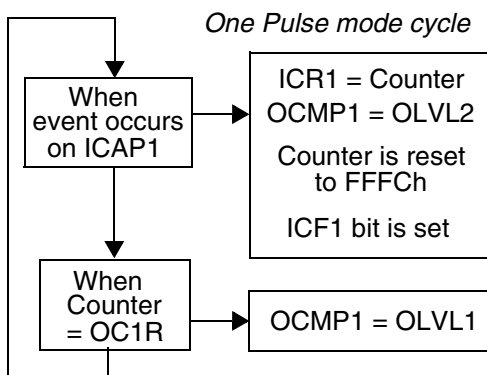 One Pulse mode cycle
When
event occurs
on ICAP1
ICR1 = Counter
OCMP1 = OLVL2
Counter is reset
to FFFCh
ICF1 bit is set
When
Counter
= OC1R
OCMP1 = OLVL1